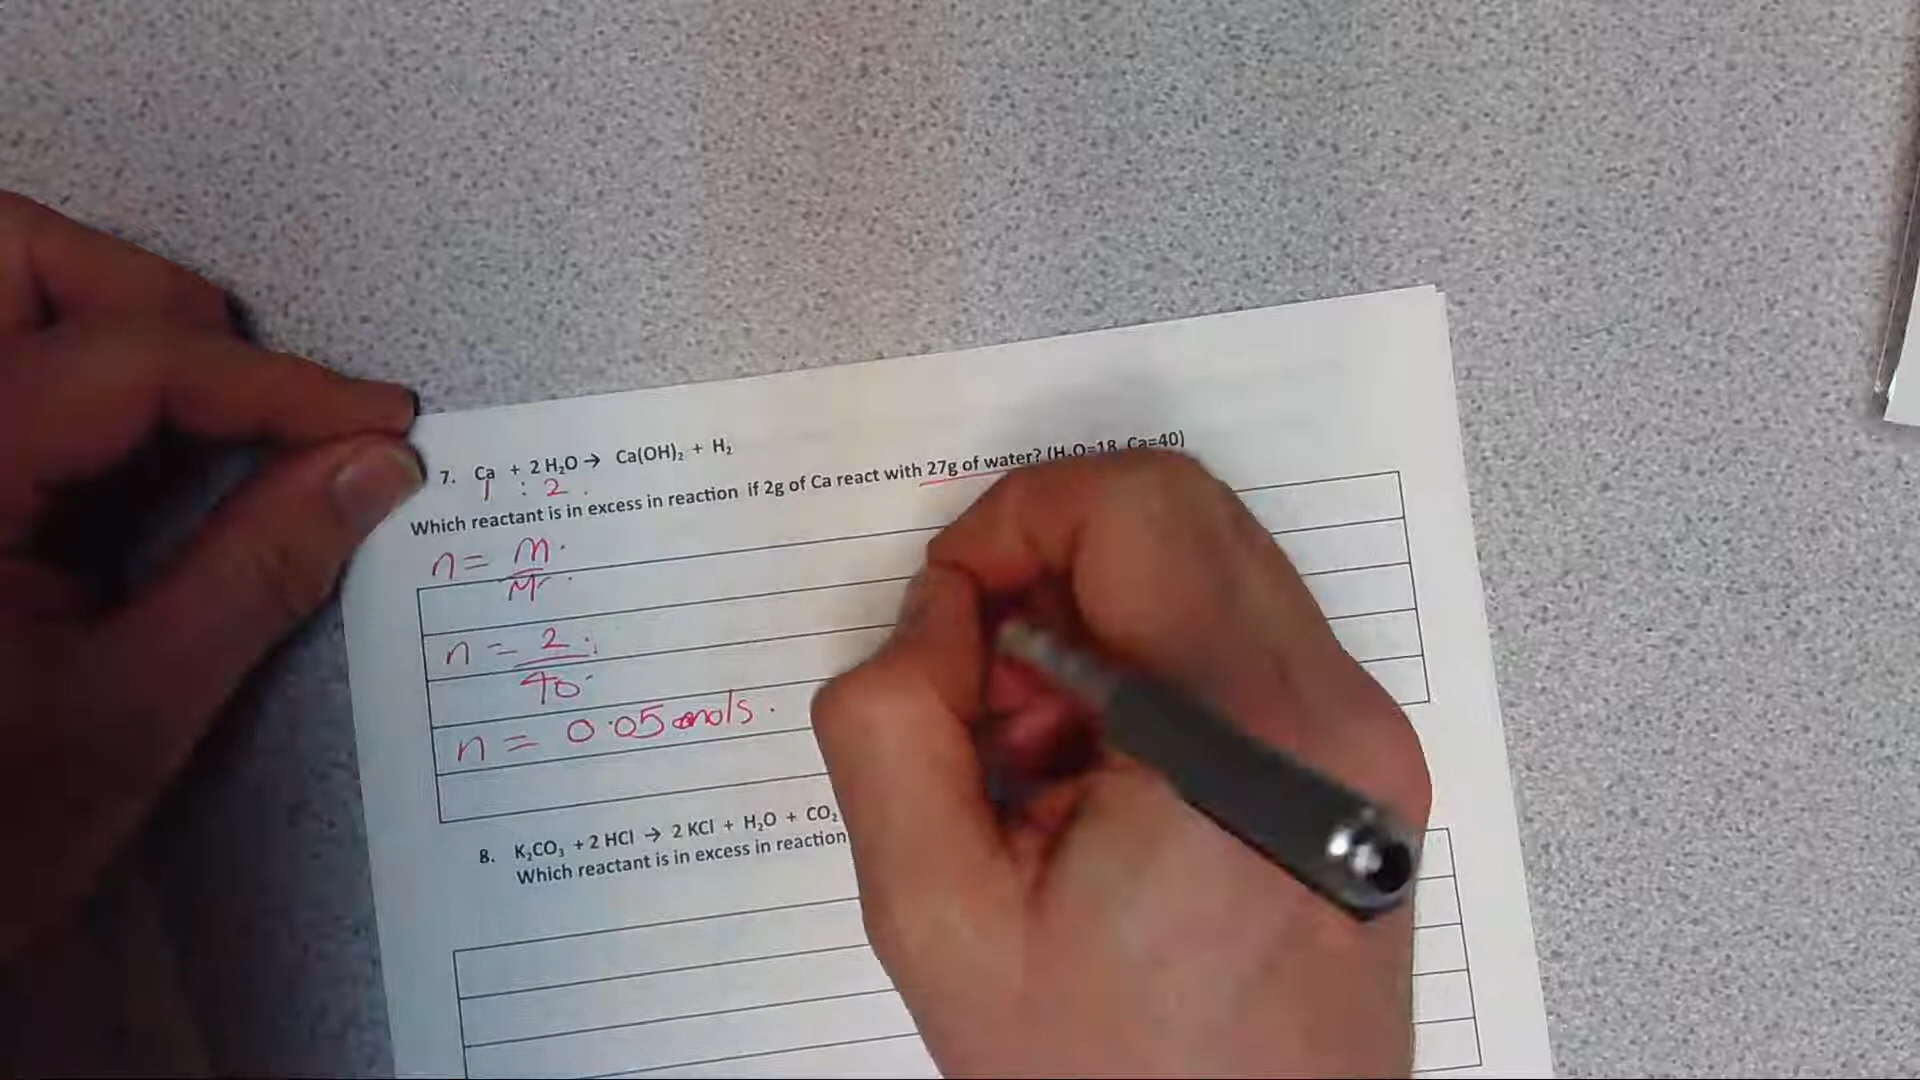 7. Ca + 2 H₂O → Ca(OH)₂ + H₂
1 : 2 .
Which reactant is in excess in reaction if 2g of Ca react with 27g of water? (H₂O=18, Ca=40)
n = m
Mr
n = 2
40
n = 0.05 mols.
8. K₂CO₃ + 2 HCl → 2 KCl + H₂O + CO₂
Which reactant is in excess in reaction